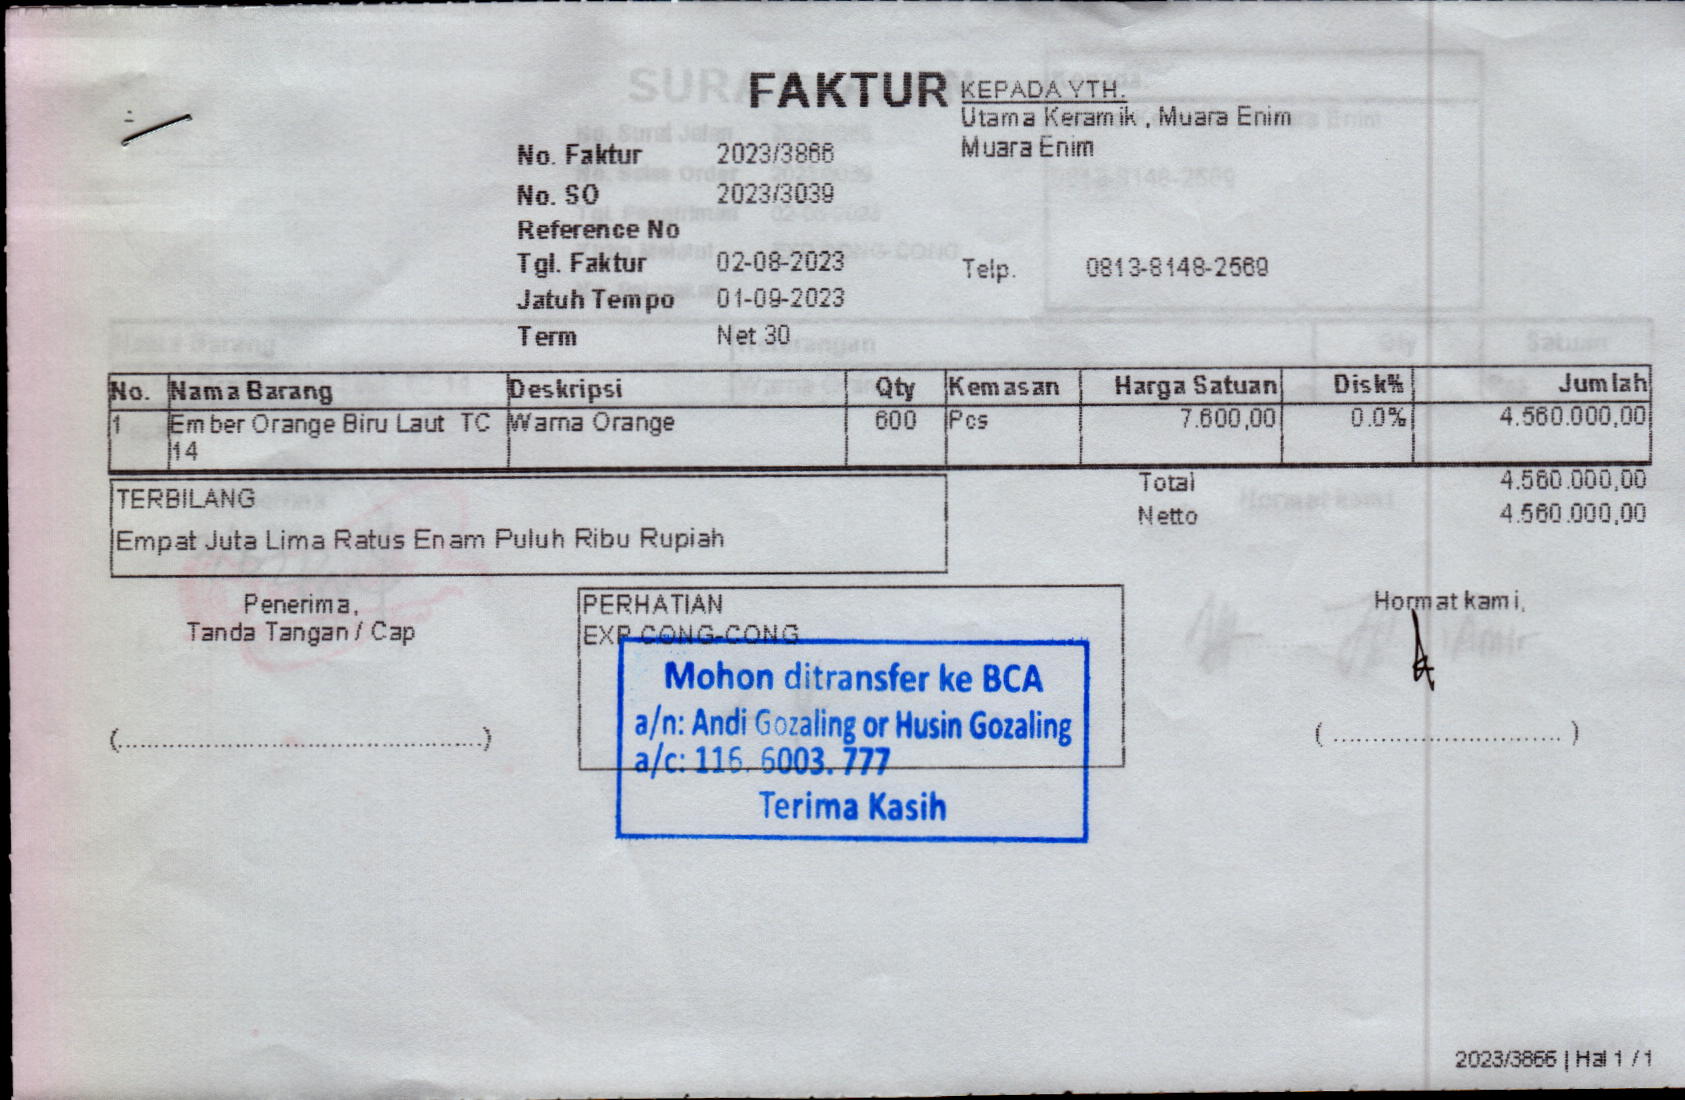 FAKTUR
KEPADA YTH.
Utama Keramik , Muara Enim
Muara Enim
No. Faktur 2023/3866
No. SO 2023/3039
Reference No
Tgl. Faktur 02-08-2023
Telp. 0813-8148-2569
Jatuh Tempo 01-09-2023
Term Net 30
No. Nama Barang Deskripsi Qty Kemasan Harga Satuan Disk% Jumlah
1 Ember Orange Biru Laut TC Warna Orange 600 Pcs 7.600,00 0.0% 4.560.000,00
14
Total 4.560.000,00
Netto 4.560.000,00
TERBILANG
Empat Juta Lima Ratus Enam Puluh Ribu Rupiah
Penerima,
Tanda Tangan / Cap
PERHATIAN
EXP CONG-CONG
Hormat kami,
Mohon ditransfer ke BCA
a/n: Andi Gozaling or Husin Gozaling
a/c: 116. 6003. 777
Terima Kasih
2023/3866 | Hal 1 / 1